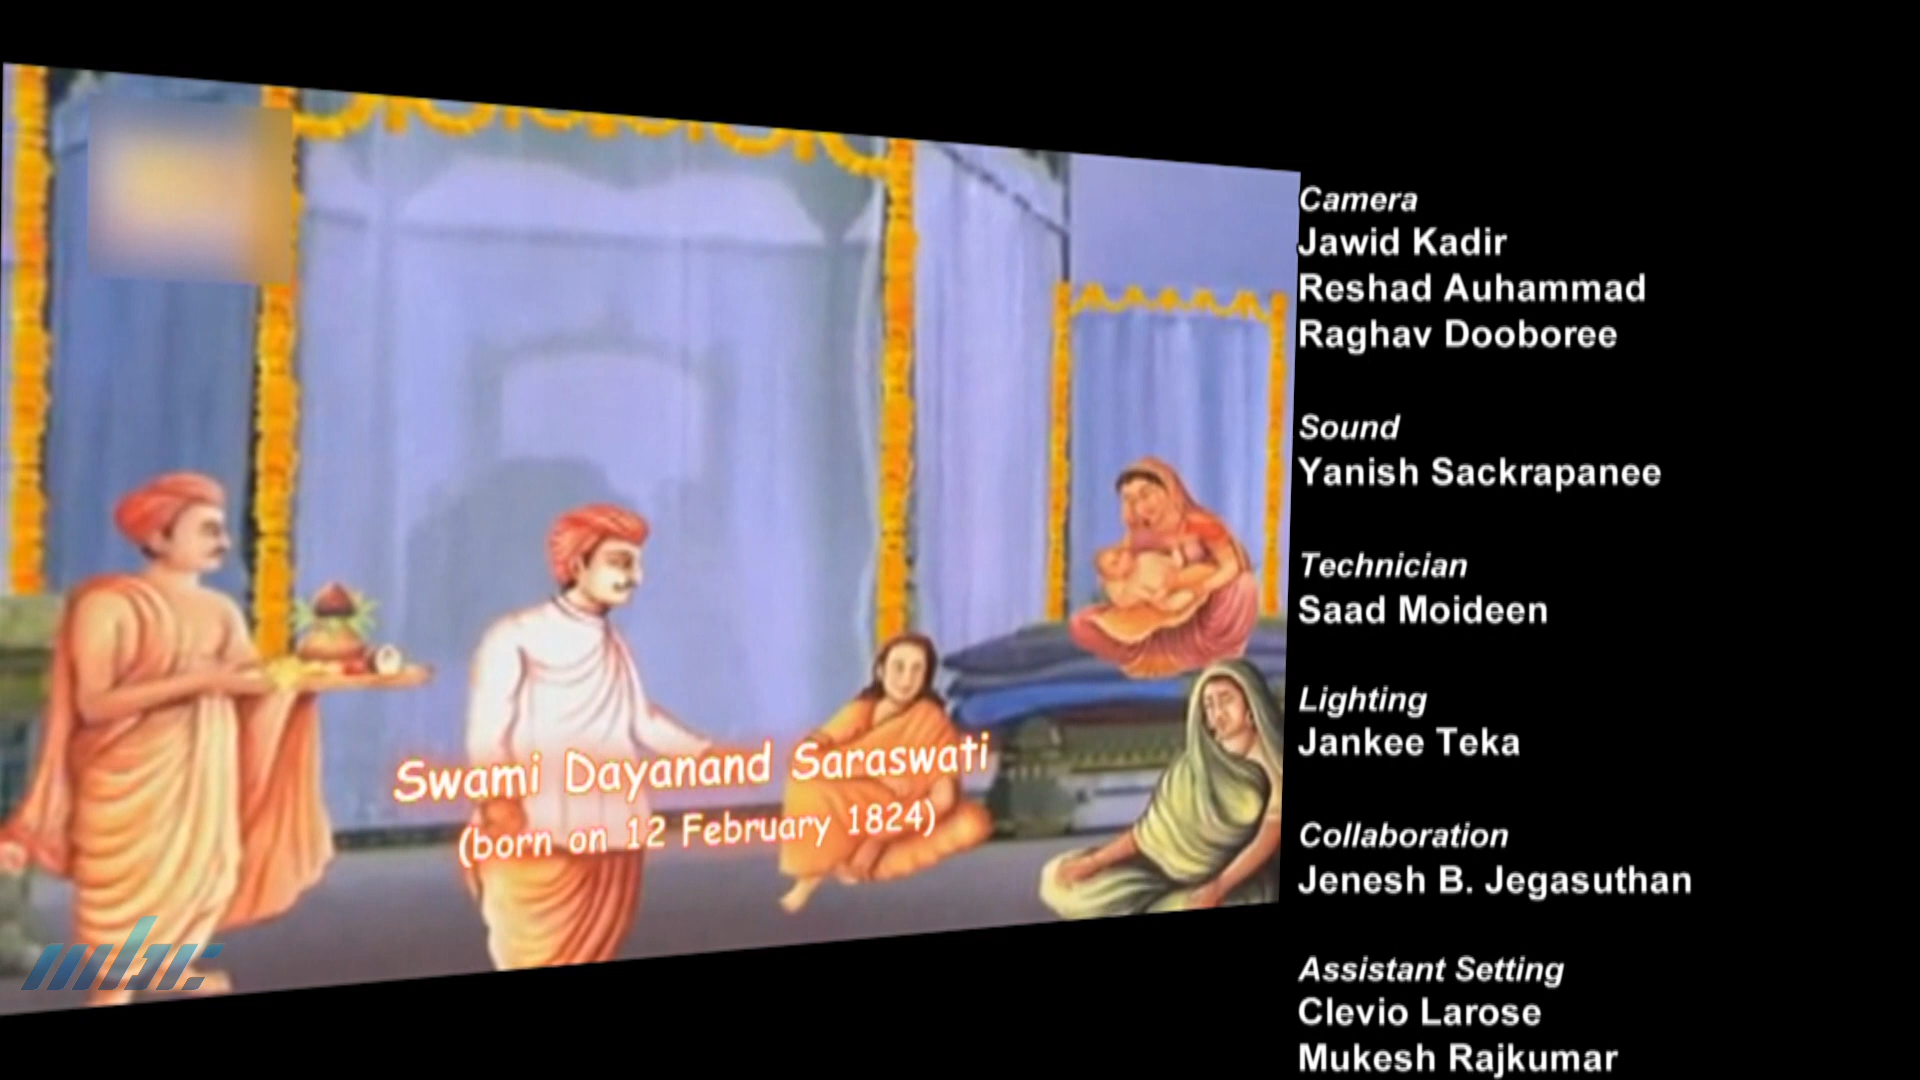 Swami Dayanand Saraswati
(born on 12 February 1824)
mbc
Camera
Jawid Kadir
Reshad Auhammad
Raghav Dooboree
Sound
Yanish Sackrapanee
Technician
Saad Moideen
Lighting
Jankee Teka
Collaboration
Jenesh B. Jegasuthan
Assistant Setting
Clevio Larose
Mukesh Rajkumar